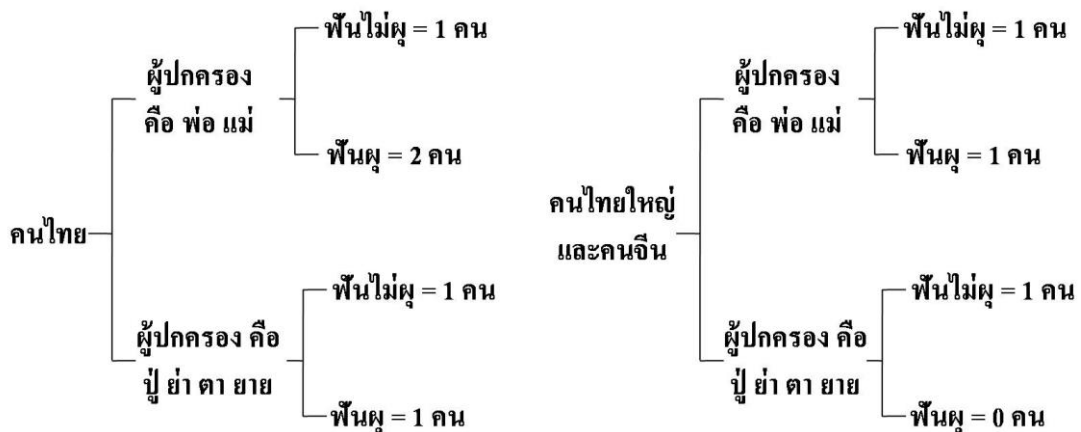 คนไทย
ผู้ปกครอง
คือ พ่อ แม่
ฟันไม่ผุ = 1 คน
ฟันผุ = 2 คน
ผู้ปกครอง คือ
ปู่ ย่า ตา ยาย
ฟันไม่ผุ = 1 คน
ฟันผุ = 1 คน
คนไทยใหญ่
และคนจีน
ผู้ปกครอง
คือ พ่อ แม่
ฟันไม่ผุ = 1 คน
ฟันผุ = 1 คน
ผู้ปกครอง คือ
ปู่ ย่า ตา ยาย
ฟันไม่ผุ = 1 คน
ฟันผุ = 0 คน